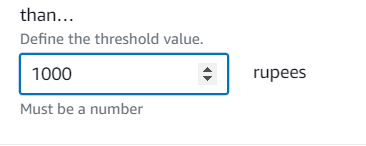 than...
Define the threshold value.
1000 rupees
Must be a number